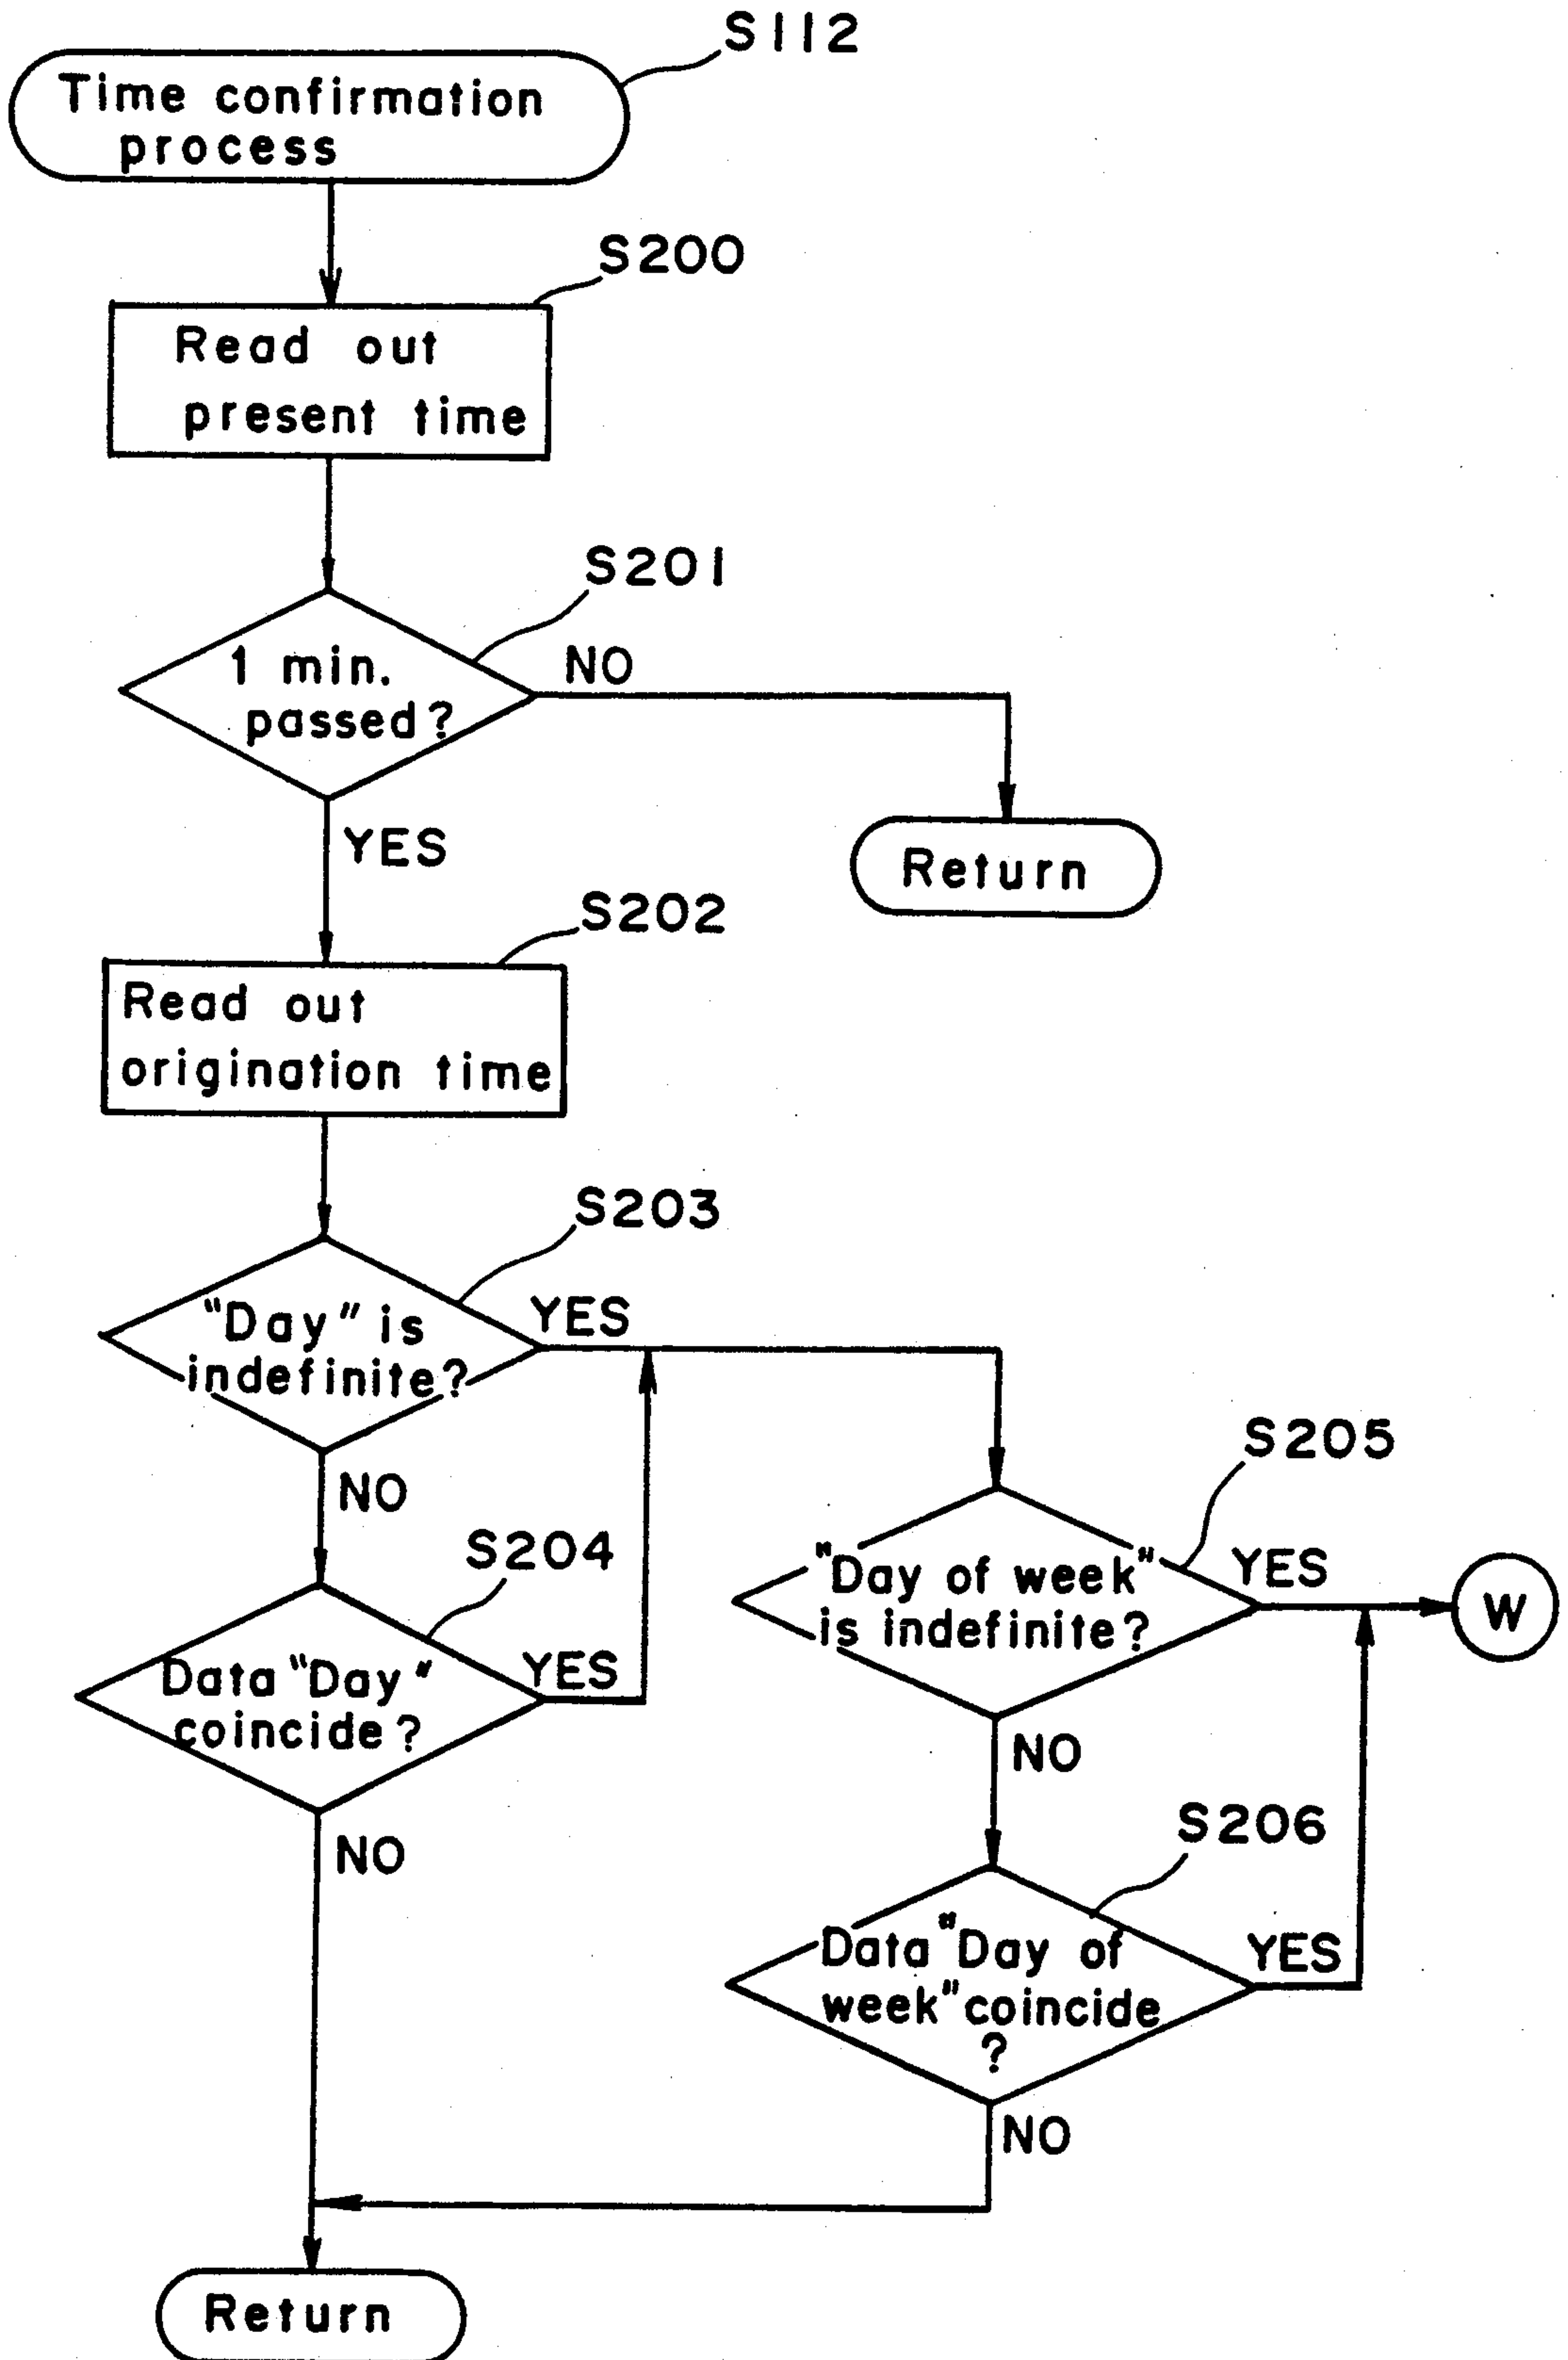 S112
Time confirmation
process
S200
Read out
present time
S201
1 min.
passed?
NO
YES
Return
S202
Read out
origination time
S203
"Day" is
indefinite?
YES
NO
S204
Data "Day"
coincide?
YES
NO
S205
"Day of week"
is indefinite?
YES
W
NO
S206
Data "Day of
week" coincide
?
YES
NO
Return